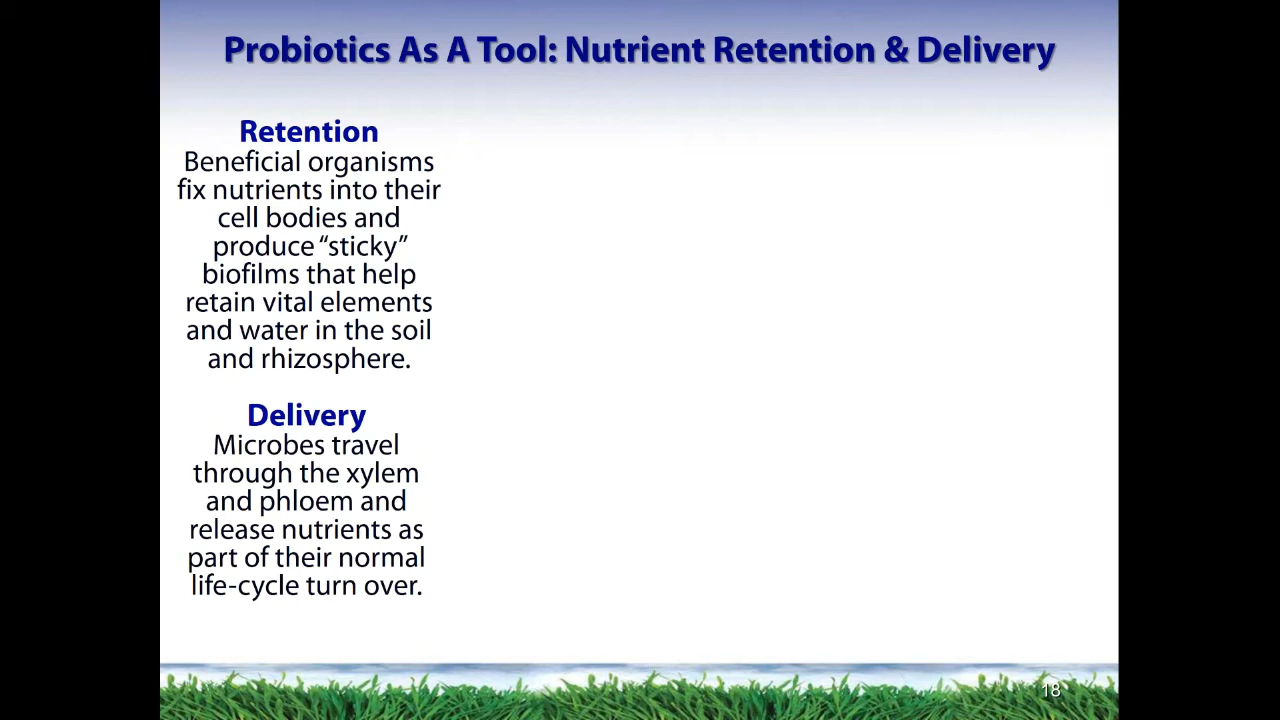 Probiotics As A Tool: Nutrient Retention & Delivery
Retention
Beneficial organisms
fix nutrients into their
cell bodies and
produce “sticky”
biofilms that help
retain vital elements
and water in the soil
and rhizosphere.
Delivery
Microbes travel
through the xylem
and phloem and
release nutrients as
part of their normal
life-cycle turn over.
18